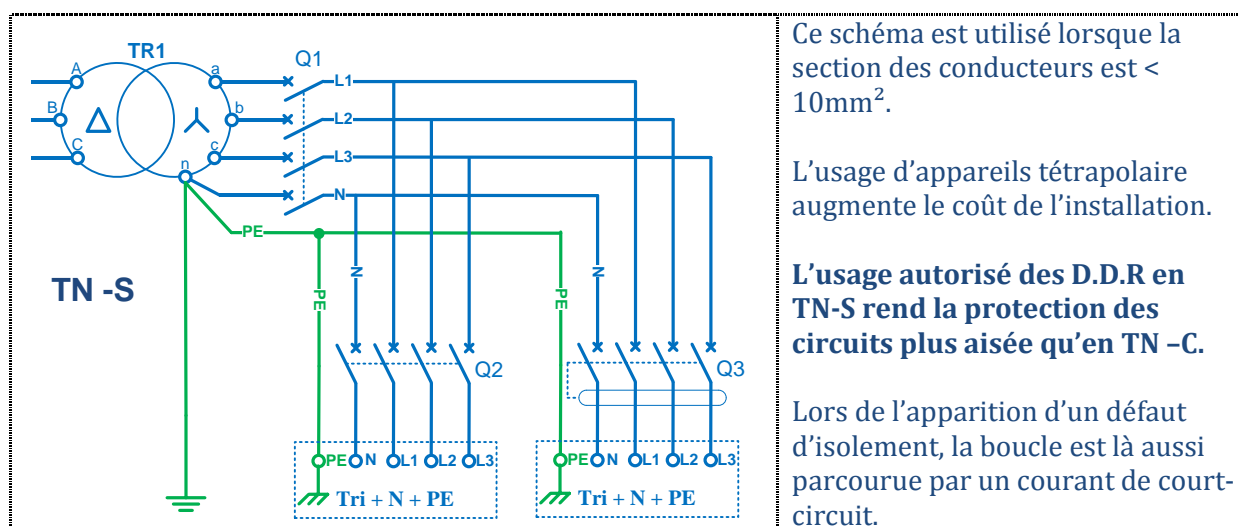 TR1
Q1
A
a
L1
B
b
L2
C
c
L3
n
N
PE
TN -S
N
N
PE
PE
Q2
Q3
PE N L1 L2 L3
PE N L1 L2 L3
Tri + N + PE
Tri + N + PE
Ce schéma est utilisé lorsque la
section des conducteurs est <
10mm².
L’usage d’appareils tétrapolaire
augmente le coût de l’installation.
L’usage autorisé des D.D.R en
TN-S rend la protection des
circuits plus aisée qu’en TN –C.
Lors de l’apparition d’un défaut
d’isolement, la boucle est là aussi
parcourue par un courant de court-
circuit.